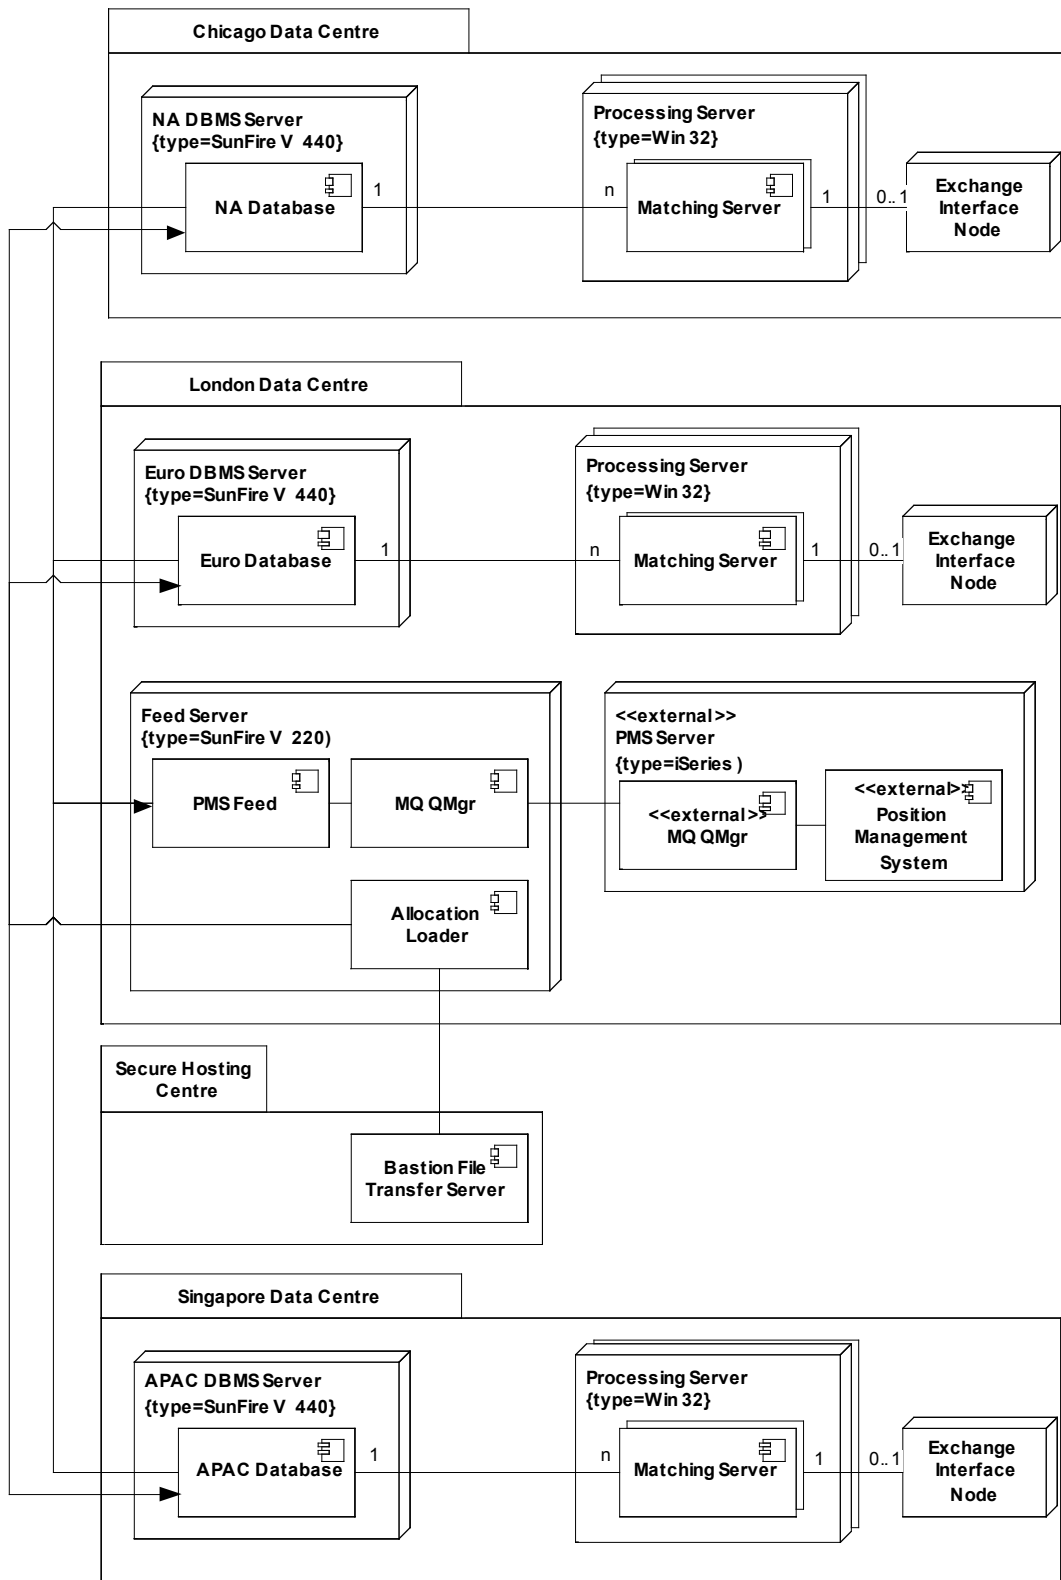 Chicago Data Centre
NA DBMS Server
{type=SunFire V 440}
NA Database
1
n
Processing Server
{type=Win 32}
Matching Server
1
0..1
Exchange
Interface
Node
London Data Centre
Euro DBMS Server
{type=SunFire V 440}
Euro Database
1
n
Processing Server
{type=Win 32}
Matching Server
1
0..1
Exchange
Interface
Node
Feed Server
{type=SunFire V 220)
PMS Feed
MQ QMgr
<<external>>
PMS Server
{type=iSeries )
<<external>>
MQ QMgr
<<external>>
Position
Management
System
Allocation
Loader
Secure Hosting
Centre
Bastion File
Transfer Server
Singapore Data Centre
APAC DBMS Server
{type=SunFire V 440}
APAC Database
1
n
Processing Server
{type=Win 32}
Matching Server
1
0..1
Exchange
Interface
Node